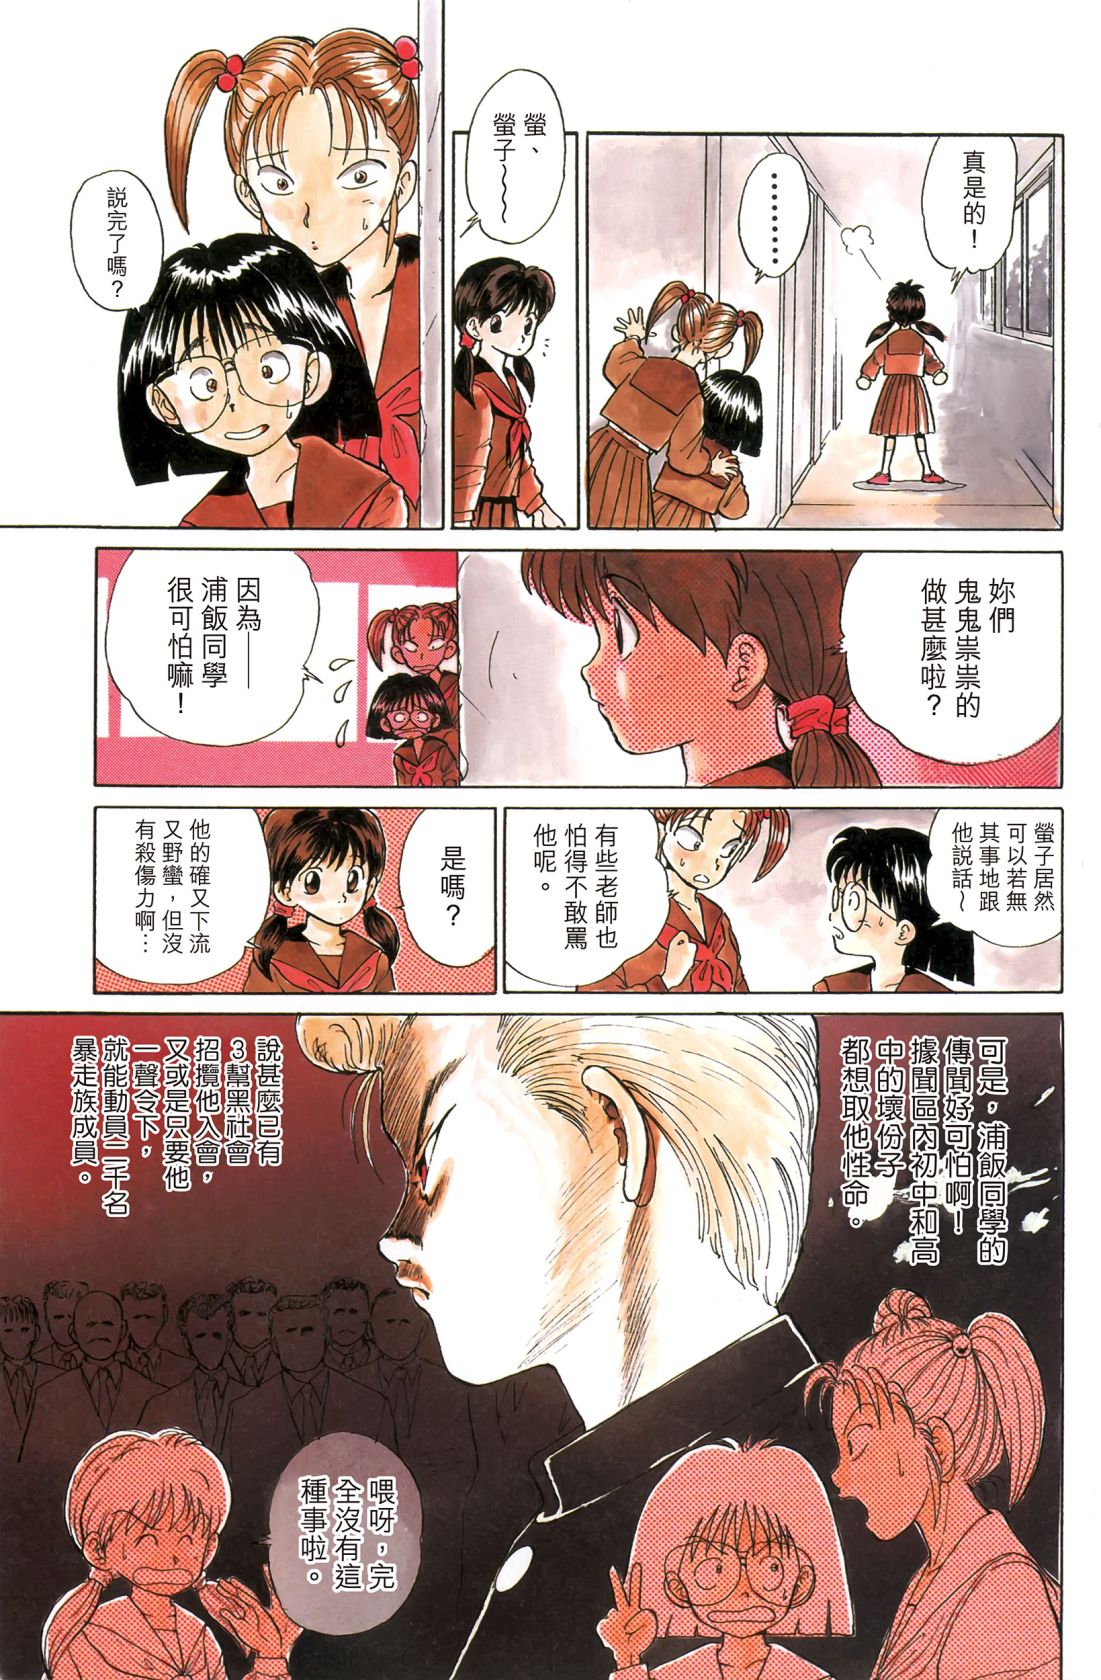 真是的！
………
螢、
螢子～～
說完了嗎？
妳們
鬼鬼祟祟的
做甚麼啦？
因為──
浦飯同學
很可怕嘛！
螢子居然
可以若無
其事地跟
他說話～
有些老師也
怕得不敢罵
他呢。
是嗎？
他的確又下流
又野蠻，但沒
有殺傷力啊…
可是，浦飯同學的
傳聞好可怕啊！
據聞區內初中和高
中的壞份子
都想取他性命。
說甚麼已有
3幫黑社會
招攬他入會，
又或是只要他
一聲令下，
就能動員二千名
暴走族成員。
喂呀，完
全沒有這
種事啦。